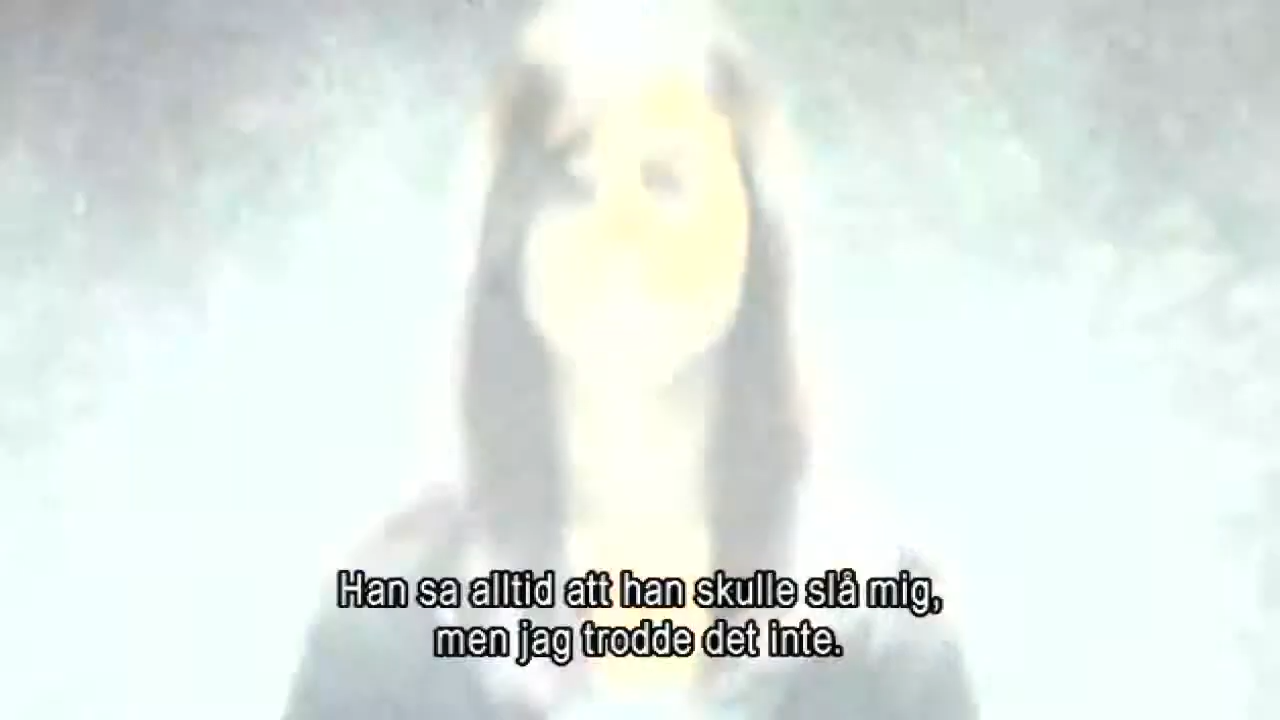 Han sa alltid att han skulle slå mig,
men jag trodde det inte.